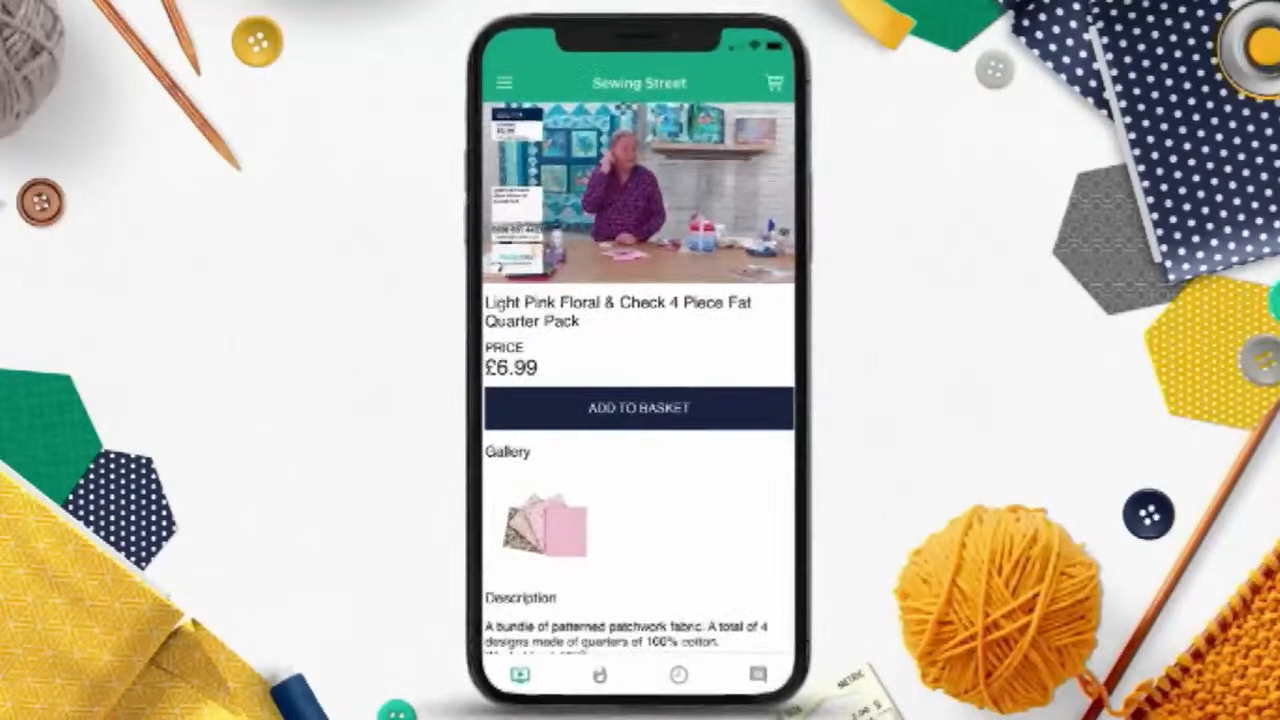 Sewing Street
Light Pink Floral & Check 4 Piece Fat
Quarter Pack
PRICE
£6.99
ADD TO BASKET
Gallery
Description
A bundle of patterned patchwork fabric. A total of 4
designs made of quarters of 100% cotton.
METRIC